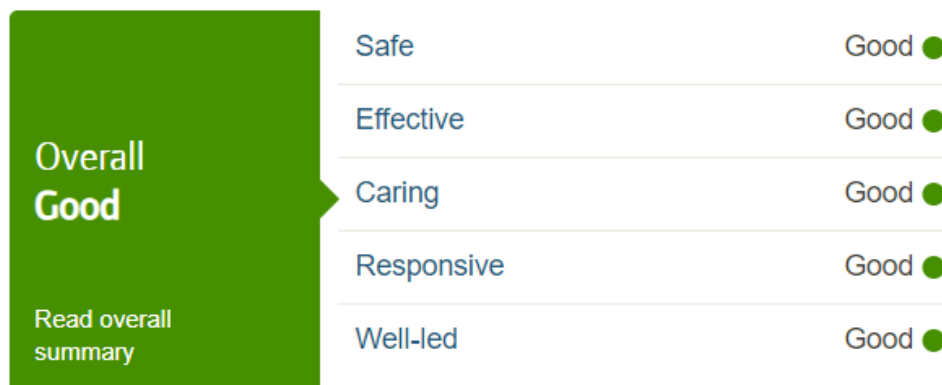 Overall
Good
Read overall
summary
Safe Good
Effective Good
Caring Good
Responsive Good
Well-led Good